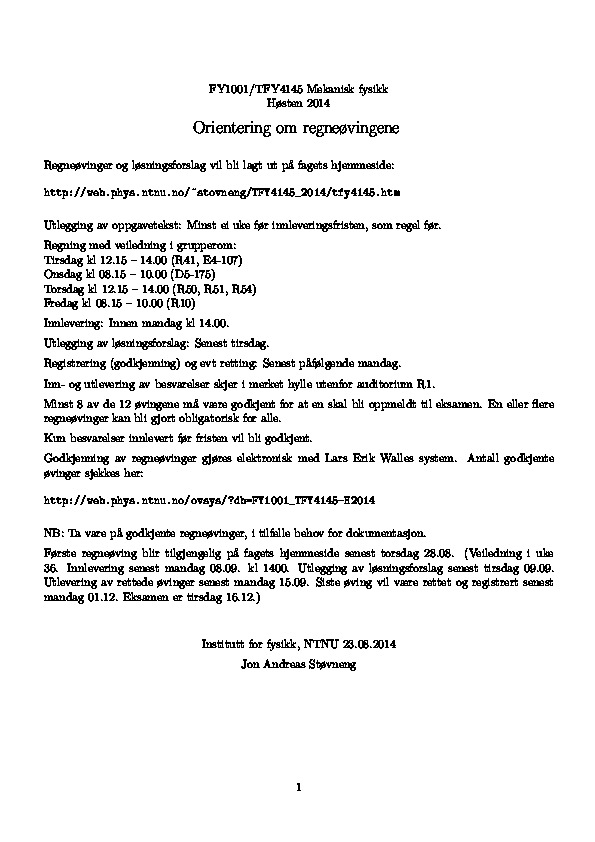 FY1001/TFY4145 Mekanisk fysikk
Høsten 2014
Orientering om regneøvingene
Regneøvinger og løsningsforslag vil bli lagt ut på fagets hjemmeside:
http://web.phys.ntnu.no/~stovneng/TFY4145_2014/tfy4145.htm
Utlegging av oppgavetekst: Minst ei uke før innleveringsfristen, som regel før.
Regning med veiledning i grupperom:
Tirsdag kl 12.15 – 14.00 (R41, E4-107)
Onsdag kl 08.15 – 10.00 (D5-175)
Torsdag kl 12.15 – 14.00 (R50, R51, R54)
Fredag kl 08.15 – 10.00 (R10)
Innlevering: Innen mandag kl 14.00.
Utlegging av løsningsforslag: Senest tirsdag.
Registrering (godkjenning) og evt retting: Senest påfølgende mandag.
Inn- og utlevering av besvarelser skjer i merket hylle utenfor auditorium R1.
Minst 8 av de 12 øvingene må være godkjent for at en skal bli oppmeldt til eksamen. En eller flere
regneøvinger kan bli gjort obligatorisk for alle.
Kun besvarelser innlevert før fristen vil bli godkjent.
Godkjenning av regneøvinger gjøres elektronisk med Lars Erik Walles system. Antall godkjente
øvinger sjekkes her:
http://web.phys.ntnu.no/ovsys/?db=FY1001_TFY4145-H2014
NB: Ta vare på godkjente regneøvinger, i tilfelle behov for dokumentasjon.
Første regneøving blir tilgjengelig på fagets hjemmeside senest torsdag 28.08. (Veiledning i uke
36. Innlevering senest mandag 08.09. kl 1400. Utlegging av løsningsforslag senest tirsdag 09.09.
Utlevering av rettede øvinger senest mandag 15.09. Siste øving vil være rettet og registrert senest
mandag 01.12. Eksamen er tirsdag 16.12.)
Institutt for fysikk, NTNU 23.08.2014
Jon Andreas Støvneng
1